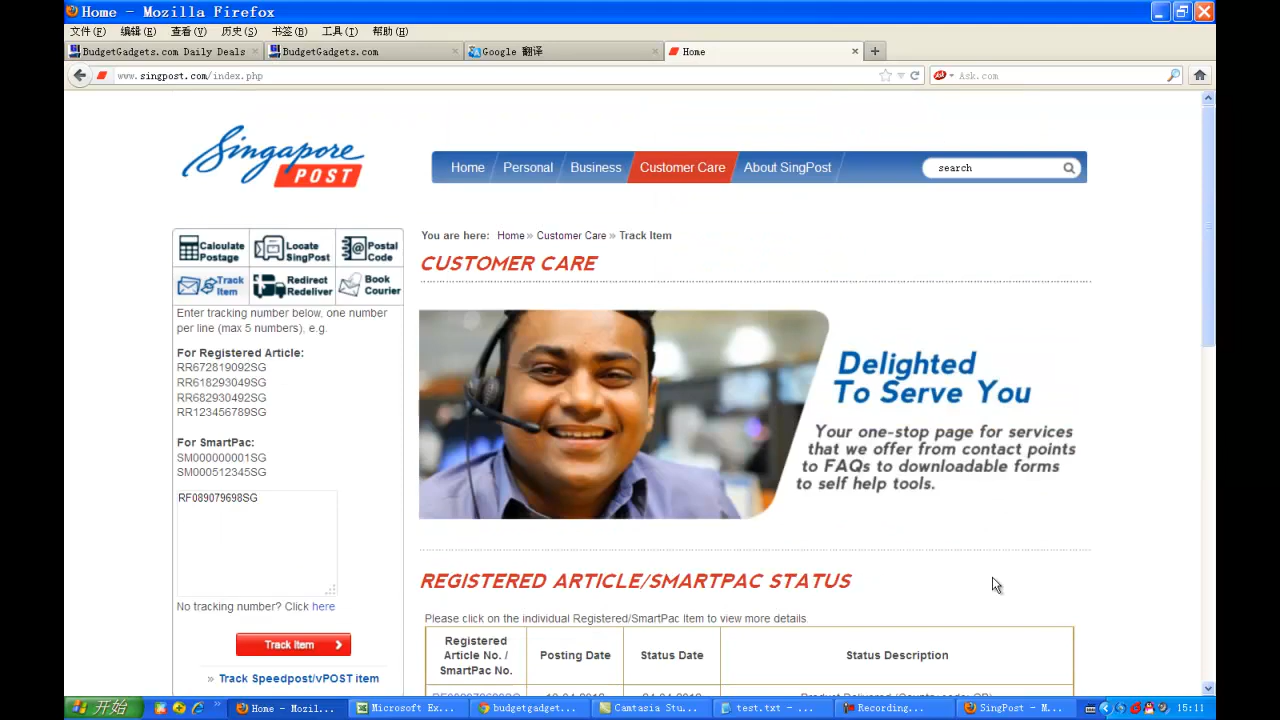 Home - Mozilla Firefox
文件(F) 编辑(E) 查看(V) 历史(S) 书签(B) 工具(T) 帮助(H)
BudgetGadgets.com Daily Deals
BudgetGadgets.com
Google 翻译
Home
www.singpost.com/index.php
Ask.com
Singapore
POST
Home Personal Business Customer Care About SingPost
search
Calculate Postage
Locate SingPost
Postal Code
Track Item
Redirect Redeliver
Book Courier
Enter tracking number below, one number
per line (max 5 numbers), e.g.
For Registered Article:
RR672819092SG
RR618293049SG
RR682930492SG
RR123456789SG
For SmartPac:
SM000000001SG
SM000512345SG
RF089079698SG
No tracking number? Click here
Track Item
» Track Speedpost/vPOST item
You are here: Home» Customer Care » Track Item
CUSTOMER CARE
Delighted
To Serve You
Your one-stop page for services
that we offer from contact points
to FAQs to downloadable forms
to self help tools.
REGISTERED ARTICLE/SMARTPAC STATUS
Please click on the individual Registered/SmartPac Item to view more details.
Registered
Article No. /
SmartPac No.
Posting Date
Status Date
Status Description
开始
Home - Mozil...
Microsoft Ex...
budgetgadget...
Camtasia Stu...
test.txt - ...
Recording...
SingPost - M...
15:11